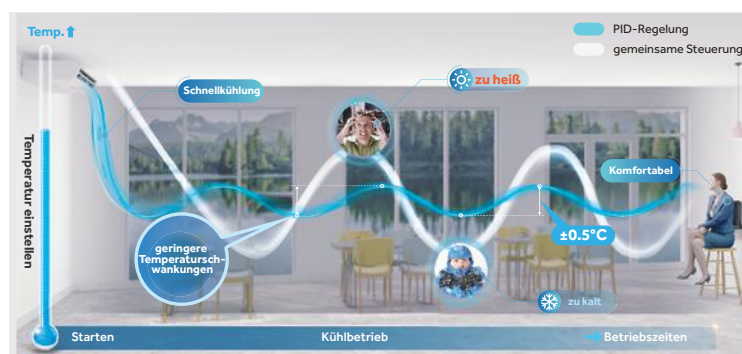 Temp.
PID-Regelung
gemeinsame Steuerung
Schnellkühlung
zu heiß
Temperatur einstellen
Komfortabel
geringere
Temperatursch-
wankungen
±0.5°C
zu kalt
Starten
Kühlbetrieb
Betriebszeiten